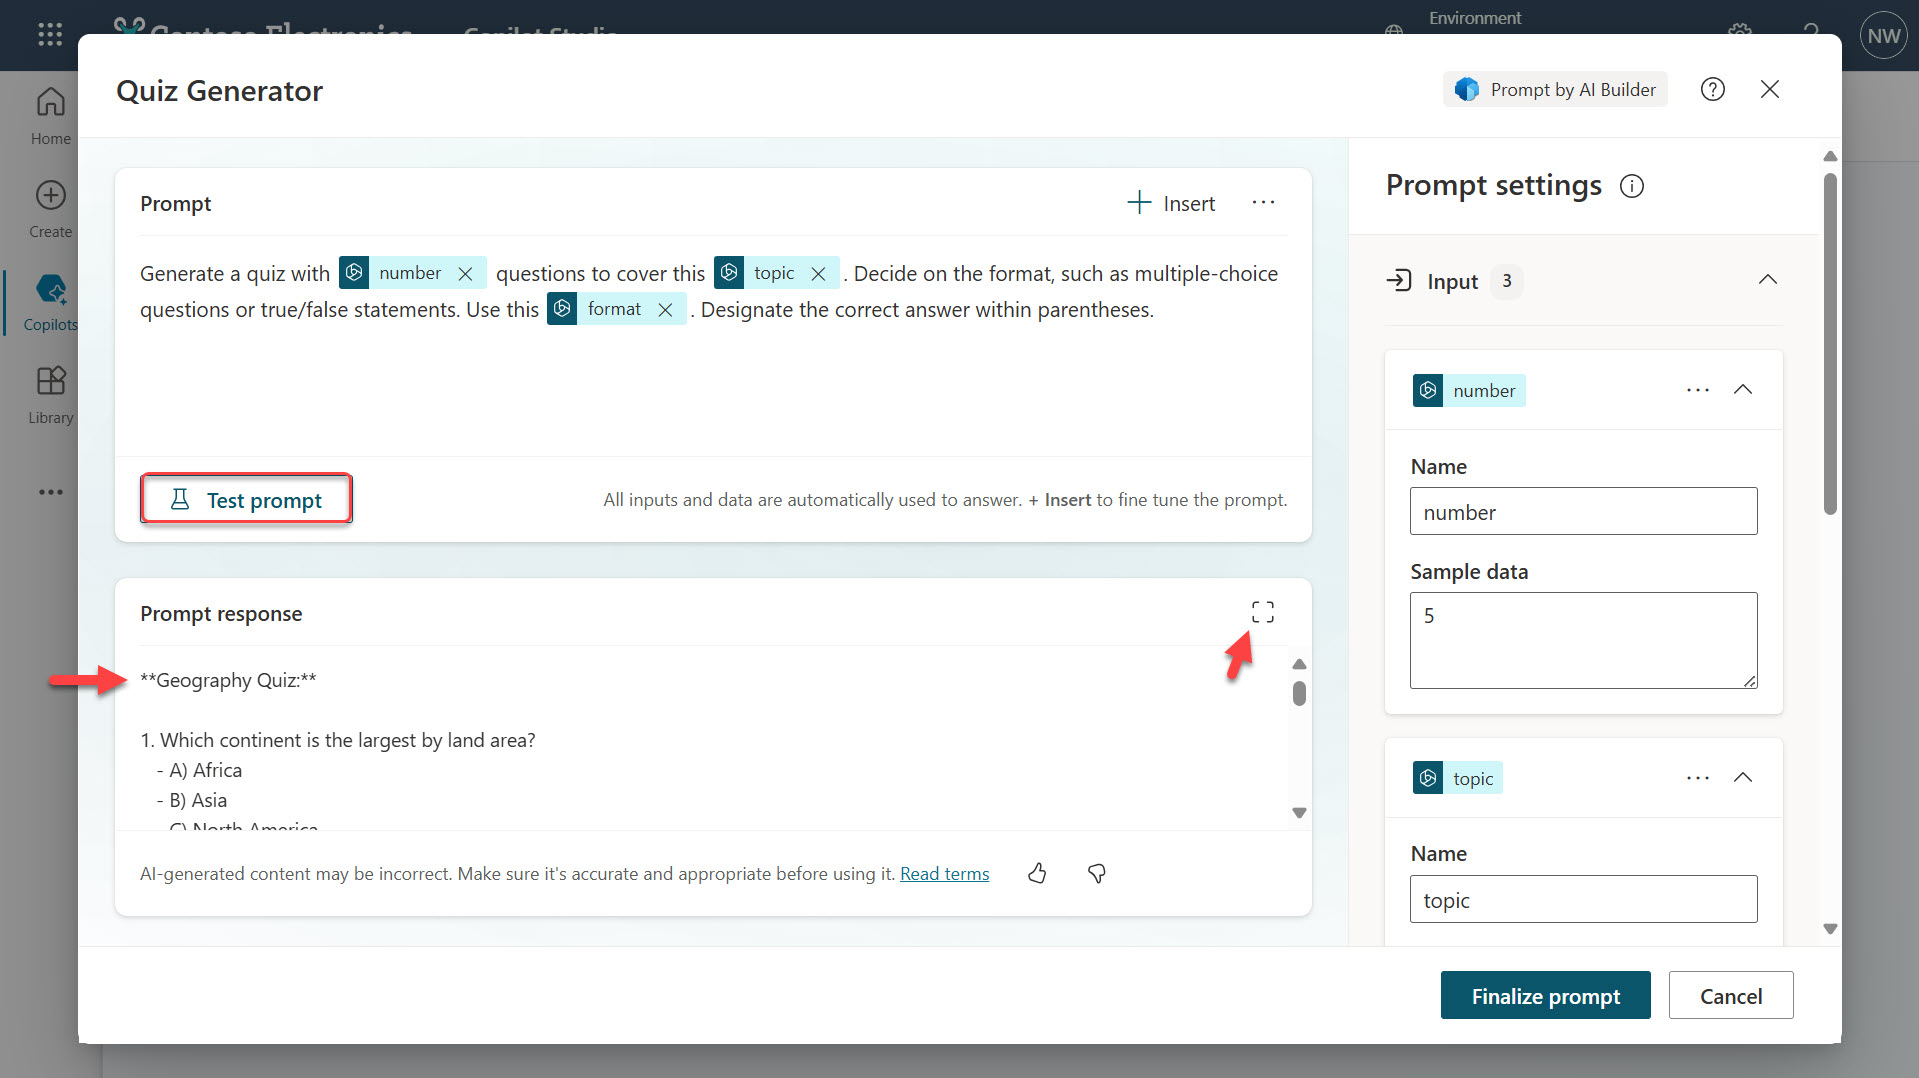 Environment
Contoso Electronics
Copilot Studio
NW
Home
Create
Copilots
Library
Quiz Generator
Prompt by AI Builder
Prompt
Insert
Generate a quiz with number questions to cover this topic . Decide on the format, such as multiple-choice
questions or true/false statements. Use this format . Designate the correct answer within parentheses.
Test prompt
All inputs and data are automatically used to answer. + Insert to fine tune the prompt.
Prompt response
**Geography Quiz:**
1. Which continent is the largest by land area?
- A) Africa
- B) Asia
- C) North America
AI-generated content may be incorrect. Make sure it's accurate and appropriate before using it. Read terms
Prompt settings
Input 3
number
Name
number
Sample data
5
topic
Name
topic
Finalize prompt
Cancel